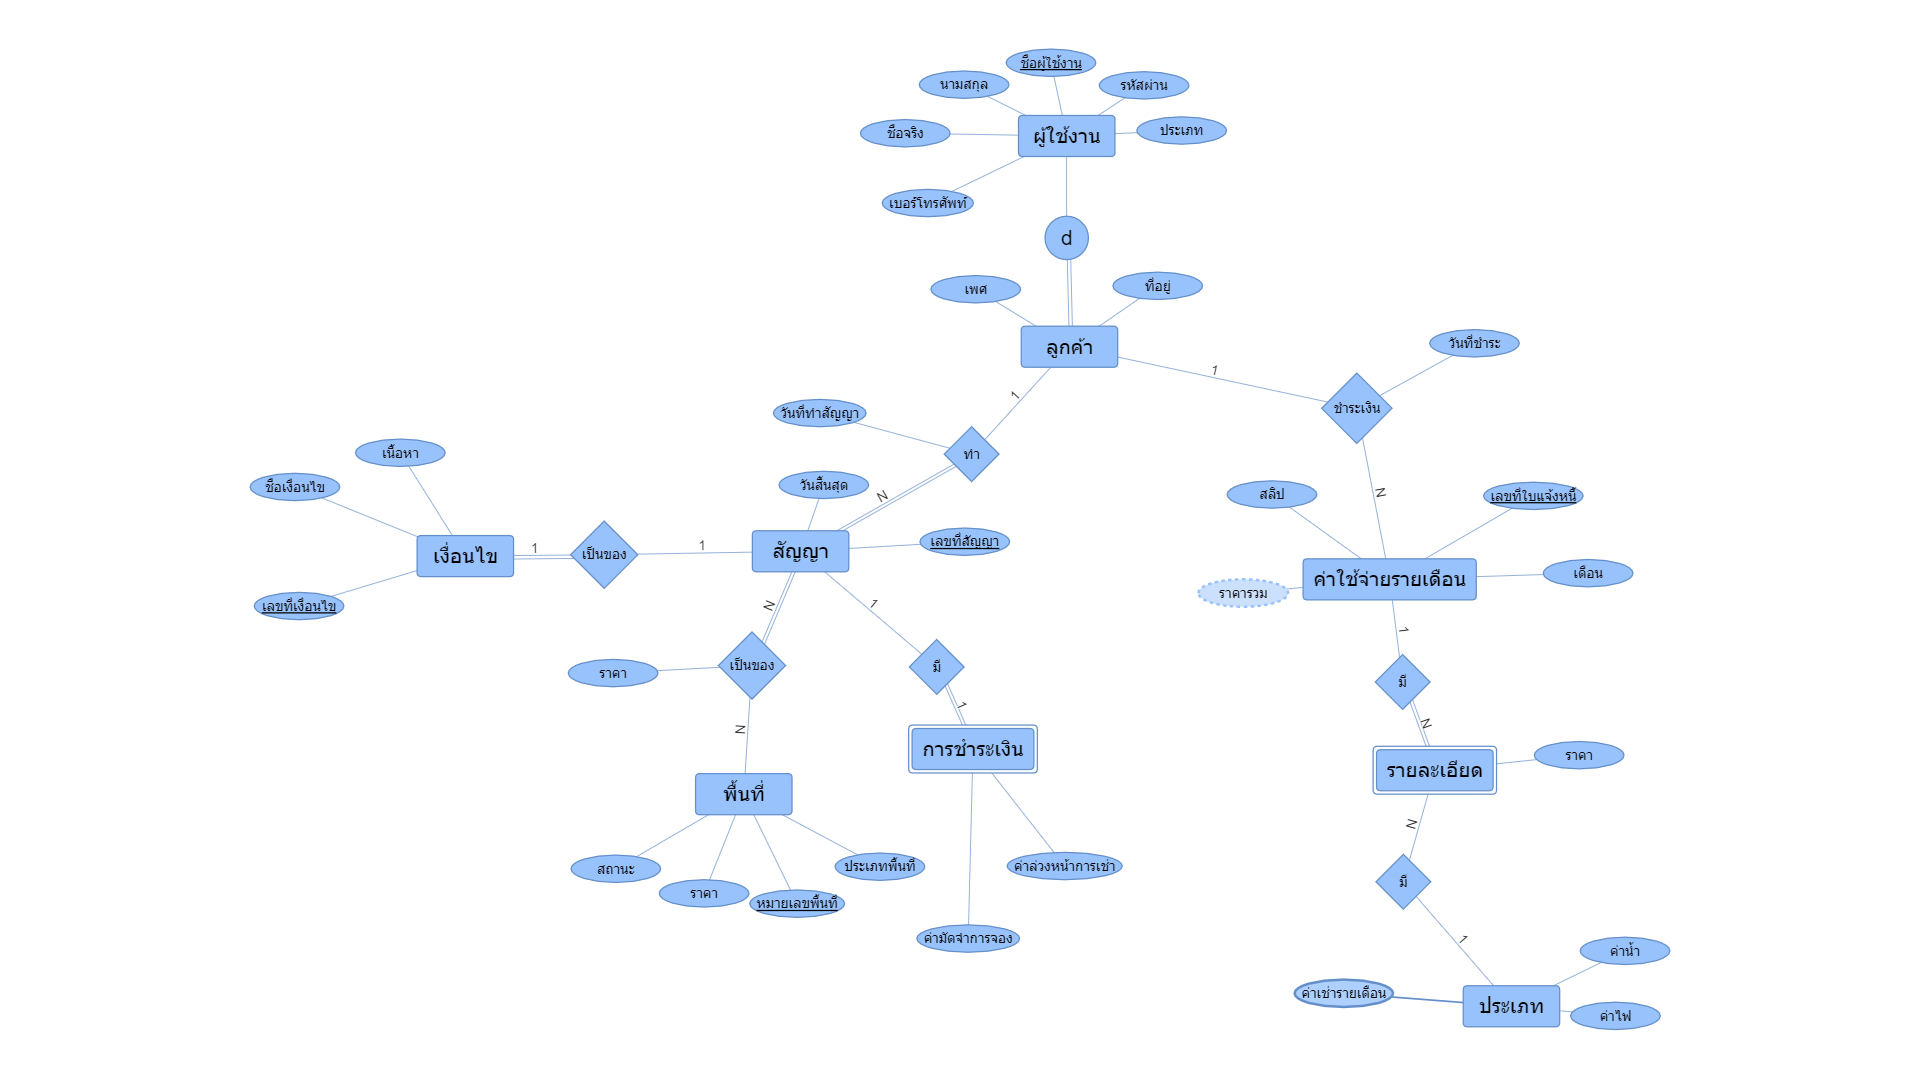 ชื่อผู้ใช้งาน
นามสกุล
รหัสผ่าน
ชื่อจริง
ผู้ใช้งาน
ประเภท
เบอร์โทรศัพท์
d
เพศ
ที่อยู่
ลูกค้า
วันที่ชำระ
1
1
ชำระเงิน
วันที่ทำสัญญา
ทำ
เนื้อหา
ชื่อเงื่อนไข
วันสิ้นสุด
N
N
สลิป
เลขที่ใบแจ้งหนี้
เงื่อนไข
1
เป็นของ
1
สัญญา
เลขที่สัญญา
ค่าใช้จ่ายรายเดือน
เดือน
ราคารวม
เลขที่เงื่อนไข
N
1
1
ราคา
เป็นของ
มี
มี
N
1
N
การชำระเงิน
รายละเอียด
ราคา
พื้นที่
N
สถานะ
ราคา
หมายเลขพื้นที่
ประเภทพื้นที่
ค่าล่วงหน้าการเช่า
มี
ค่ามัดจำการจอง
1
ค่าน้ำ
ค่าเช่ารายเดือน
ประเภท
ค่าไฟ